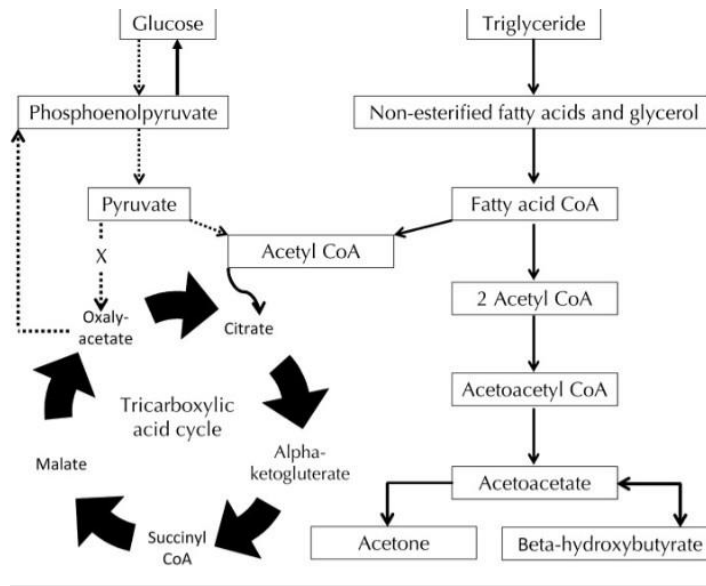 Glucose
Triglyceride
Phosphoenolpyruvate
Non-esterified fatty acids and glycerol
Pyruvate
Fatty acid CoA
Acetyl CoA
X
2 Acetyl CoA
Oxaly-
acetate
Citrate
Tricarboxylic
acid cycle
Acetoacetyl CoA
Malate
Alpha-
ketogluterate
Acetoacetate
Succinyl
CoA
Acetone
Beta-hydroxybutyrate